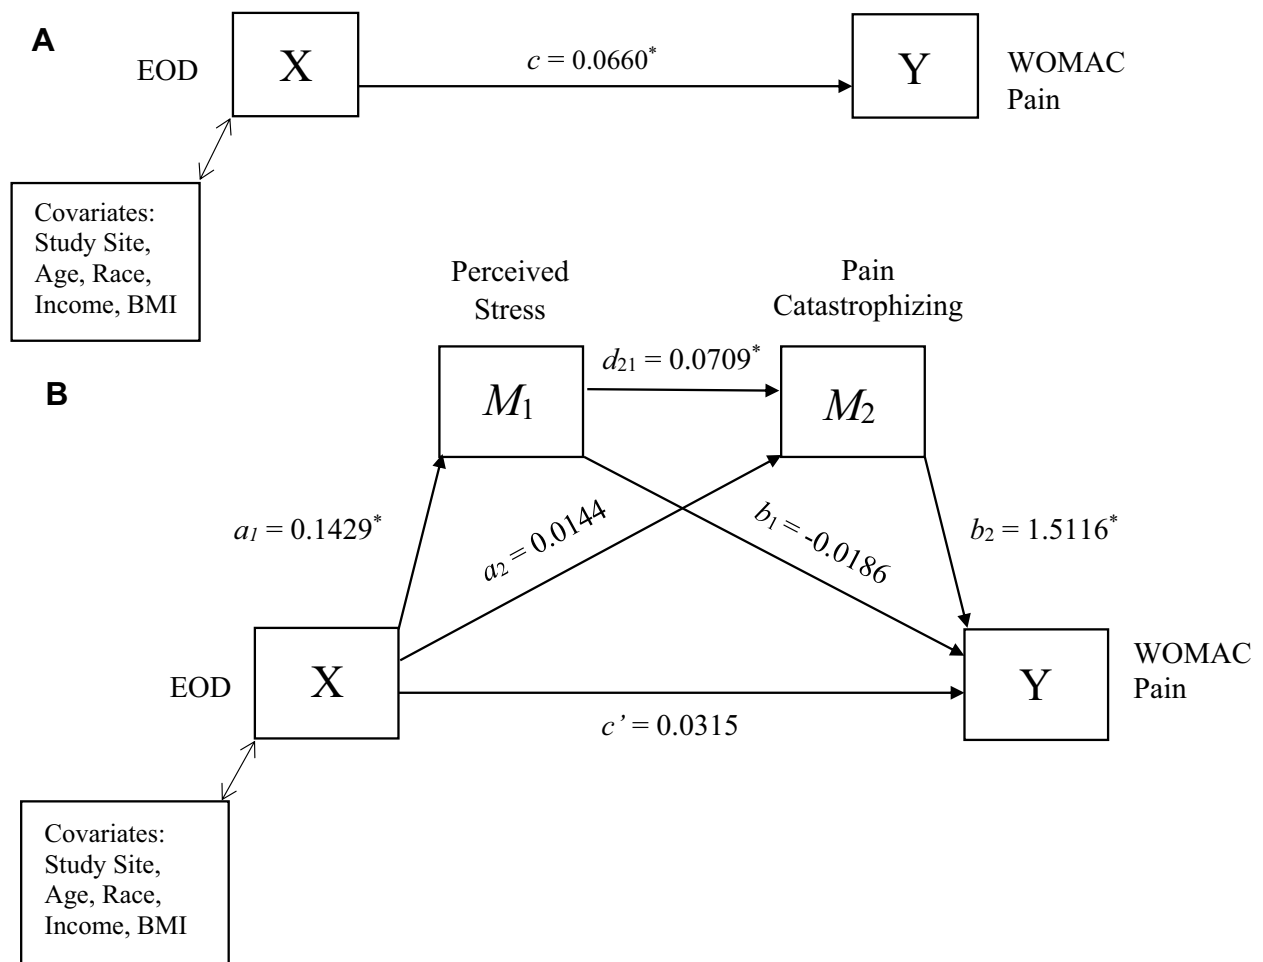 A
EOD
X
c = 0.0660*
Y
WOMAC
Pain
Covariates:
Study Site,
Age, Race,
Income, BMI
Perceived
Stress
Pain
Catastrophizing
B
M1
d21 = 0.0709*
M2
a1 = 0.1429*
a2 = 0.0144
b1 = -0.0186
b2 = 1.5116*
EOD
X
c’ = 0.0315
Y
WOMAC
Pain
Covariates:
Study Site,
Age, Race,
Income, BMI